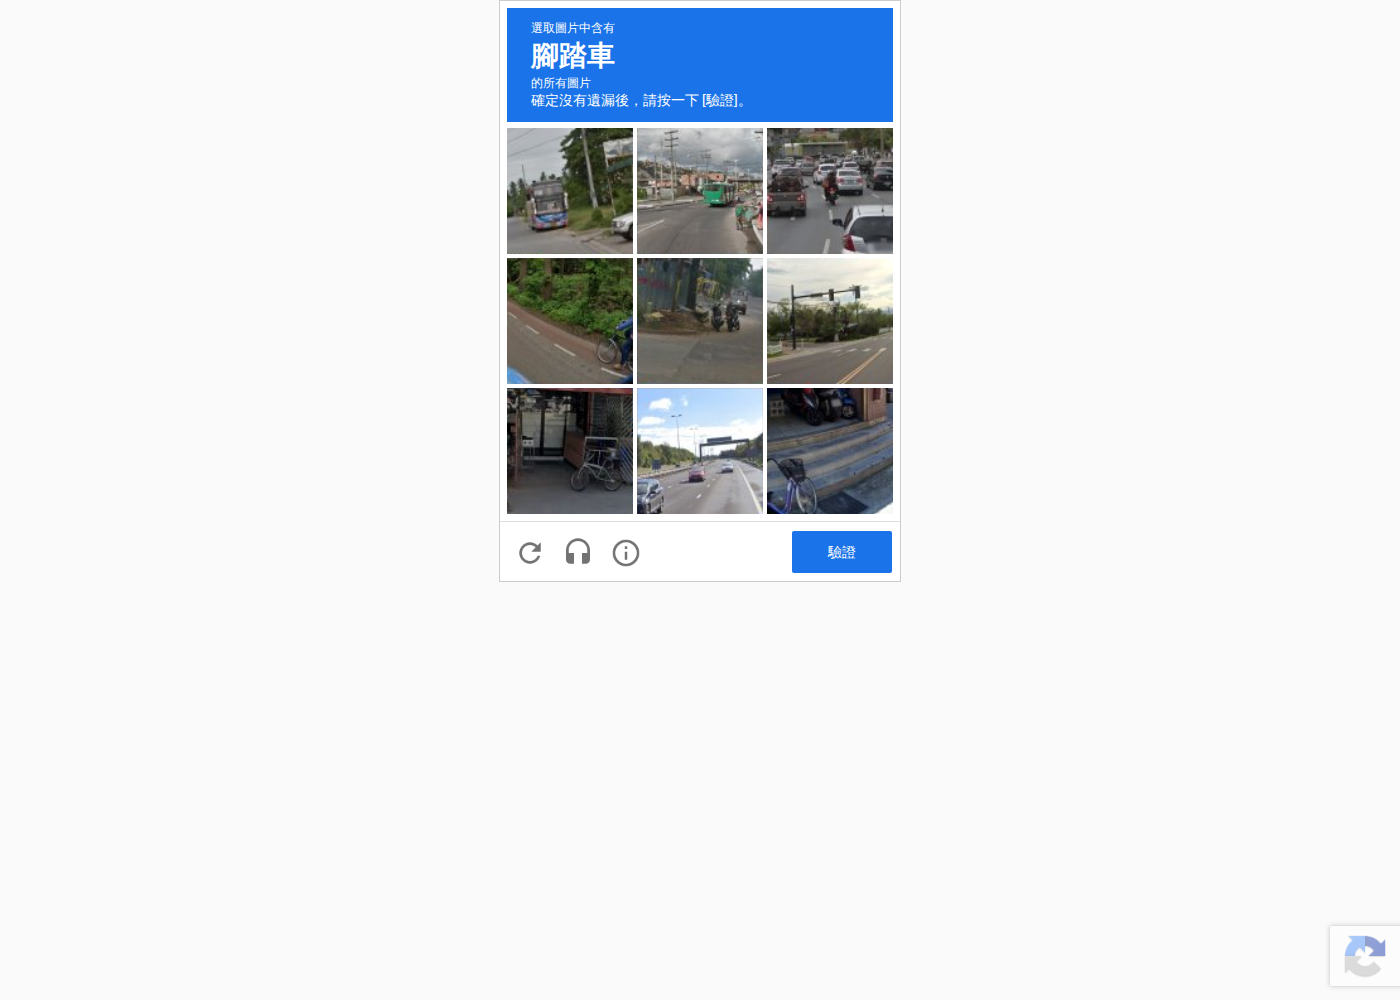 選取圖片中含有
腳踏車
的所有圖片
確定沒有遺漏後，請按一下 [驗證]。
驗證